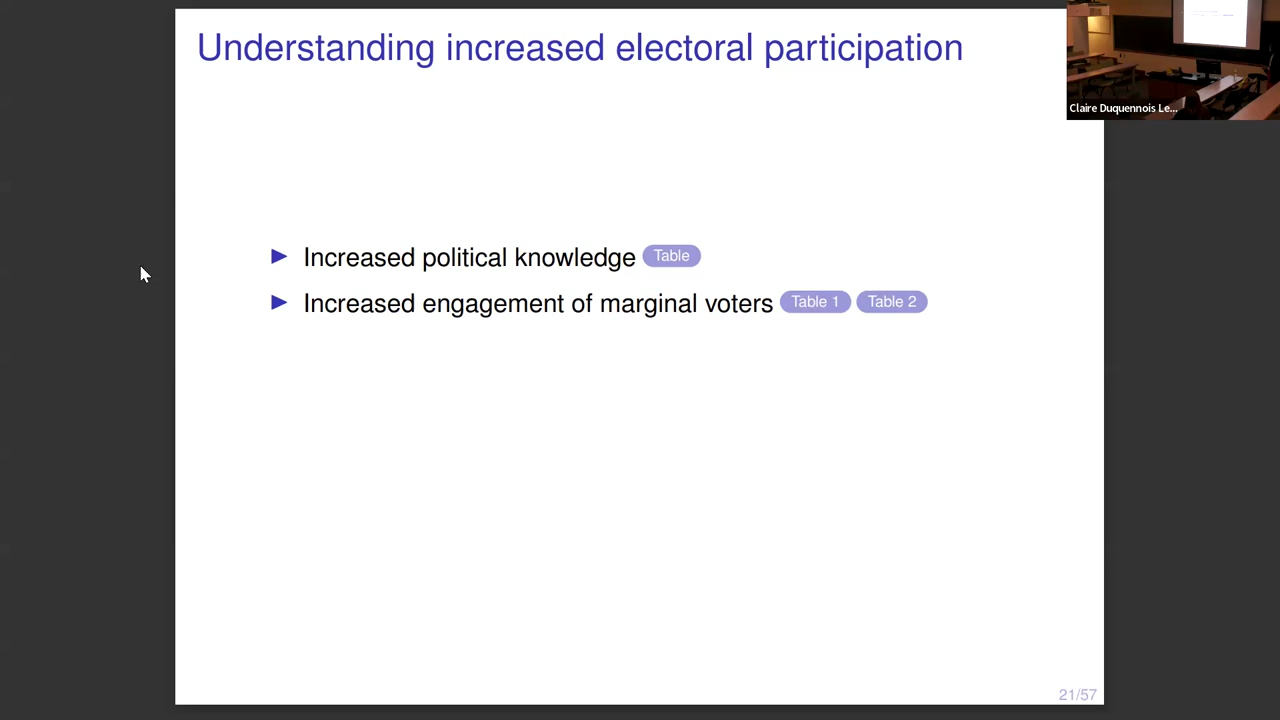 Understanding increased electoral participation
Claire Duquennois Le...
▶ Increased political knowledge Table
▶ Increased engagement of marginal voters Table 1 Table 2
21/57